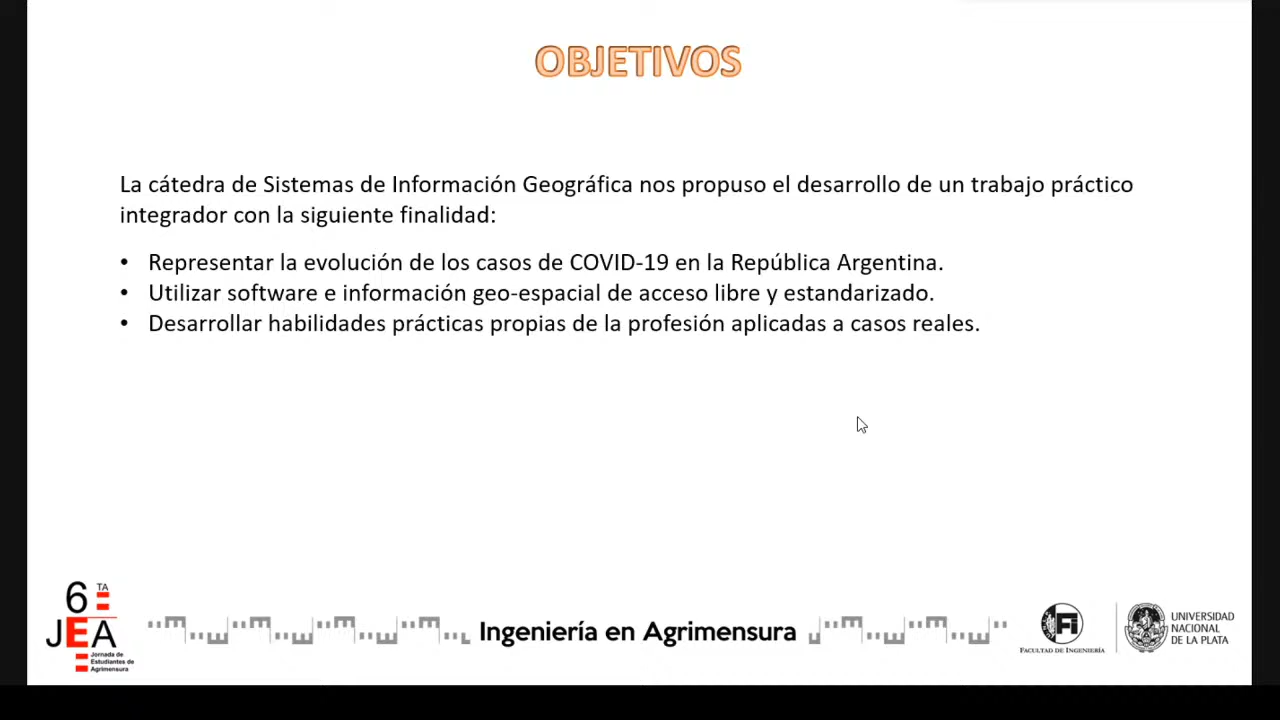 OBJETIVOS
La cátedra de Sistemas de Información Geográfica nos propuso el desarrollo de un trabajo práctico
integrador con la siguiente finalidad:
• Representar la evolución de los casos de COVID-19 en la República Argentina.
• Utilizar software e información geo-espacial de acceso libre y estandarizado.
• Desarrollar habilidades prácticas propias de la profesión aplicadas a casos reales.
6 TA
JEA
Jornada de
Estudiantes de
Agrimensura
Ingeniería en Agrimensura
Fi
FACULTAD DE INGENIERÍA
UNIVERSIDAD
NACIONAL
DE LA PLATA